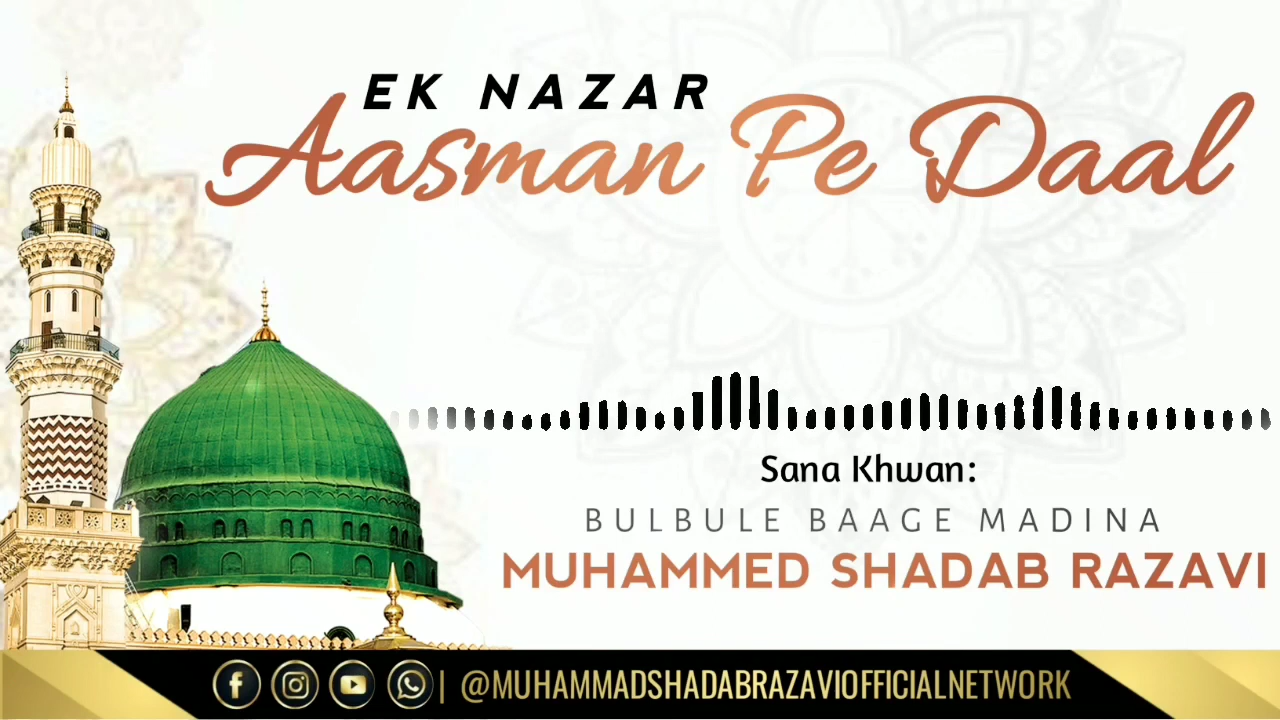 EK NAZAR
Aasman Pe Daal
Sana Khwan:
BULBULE BAAGE MADINA
MUHAMMED SHADAB RAZAVI
| @MUHAMMADSHADABRAZAVIOFFICIALNETWORK